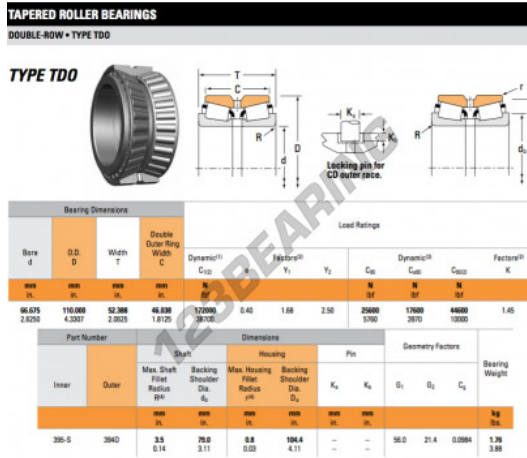 TAPERED ROLLER BEARINGS
DOUBLE-ROW • TYPE TDO
TYPE TDO
T
C
R
d
D
Kₐ
K
Locking pin for
CD outer race.
r
R
dₐ
123BEARING
Bearing Dimensions
Load Ratings
Bore
d
O.D.
D
Width
T
Double
Outer Ring
Width
C
Dynamic(1)
C1(2)
Factors(2)
e
Y1
Y2
Dynamic(3)
C90
Ca90
C90(2)
Factors(2)
K
mm
in.
mm
in.
mm
in.
mm
in.
N
lbf
N
lbf
N
lbf
N
lbf
66.675
2.6250
110.000
4.3307
52.388
2.0625
46.038
1.8125
172000
38700
0.40
1.68
2.50
25600
5760
17600
3970
44600
10000
1.45
Part Number
Dimensions
Geometry Factors
Bearing
Weight
Shaft
Housing
Pin
Inner
Outer
Max. Shaft
Fillet
Radius
R(4)
Backing
Shoulder
Dia.
Max. Housing
Fillet
Radius
r(4)
Backing
Shoulder
Dia.
Dₐ
G1
G2
mm
in.
mm
in.
mm
in.
mm
in.
mm
in.
mm
in.
kg
lbs.
395-S
394D
3.5
0.14
79.0
3.11
0.8
0.03
104.4
4.11
–
–
–
–
56.0
21.4
0.0984
1.76
3.88